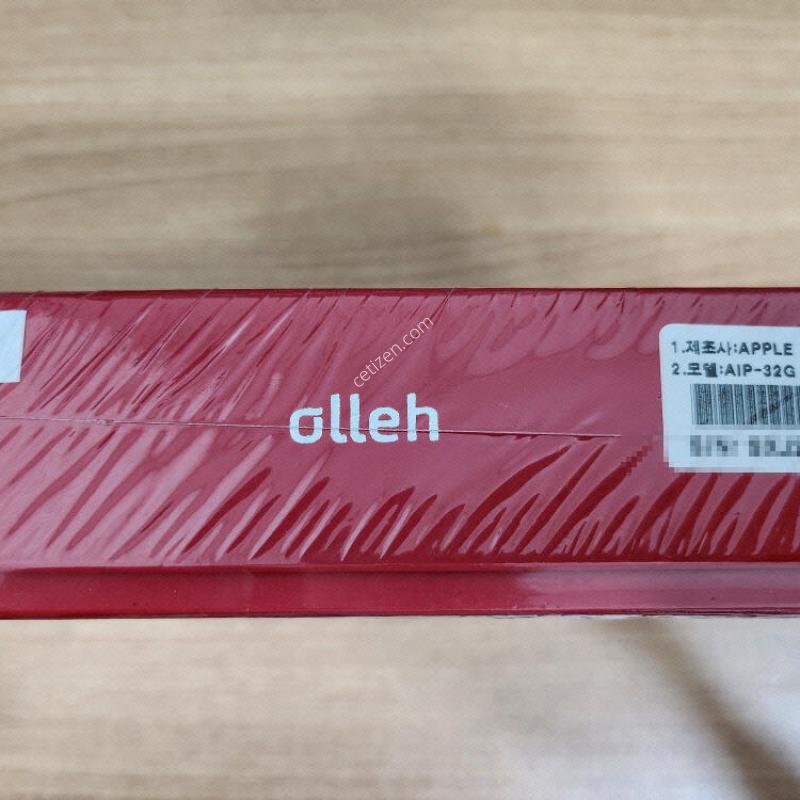 cetizen.com
olleh
1.제조사:APPLE
2.모델:AIP-32G